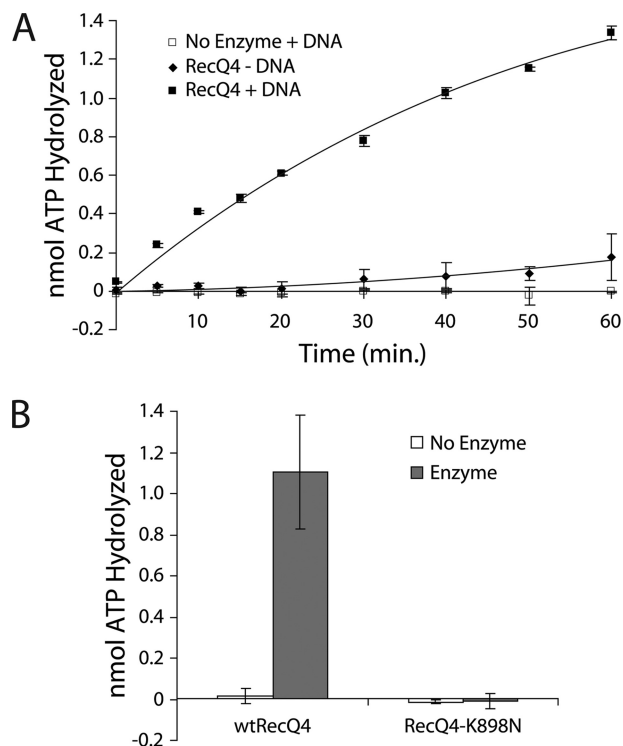 A
1.4
1.2
1.0
0.8
0.6
0.4
0.2
0
-0.2
nmol ATP Hydrolyzed
No Enzyme + DNA
RecQ4 - DNA
RecQ4 + DNA
10 20 30 40 50 60
Time (min.)
B
1.4
1.2
1.0
0.8
0.6
0.4
0.2
0
-0.2
nmol ATP Hydrolyzed
No Enzyme
Enzyme
wtRecQ4 RecQ4-K898N